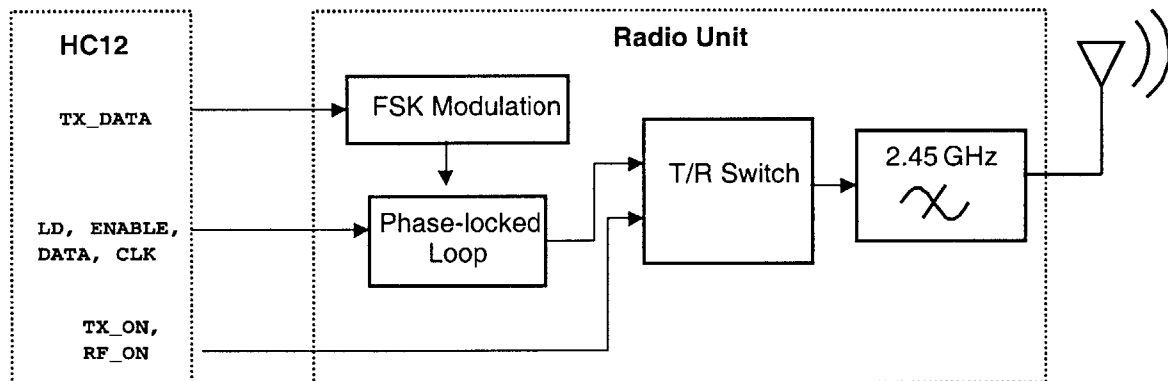 HC12
Radio Unit
TX_DATA
FSK Modulation
LD, ENABLE,
DATA, CLK
Phase-locked
Loop
T/R Switch
2.45 GHz
TX_ON,
RF_ON